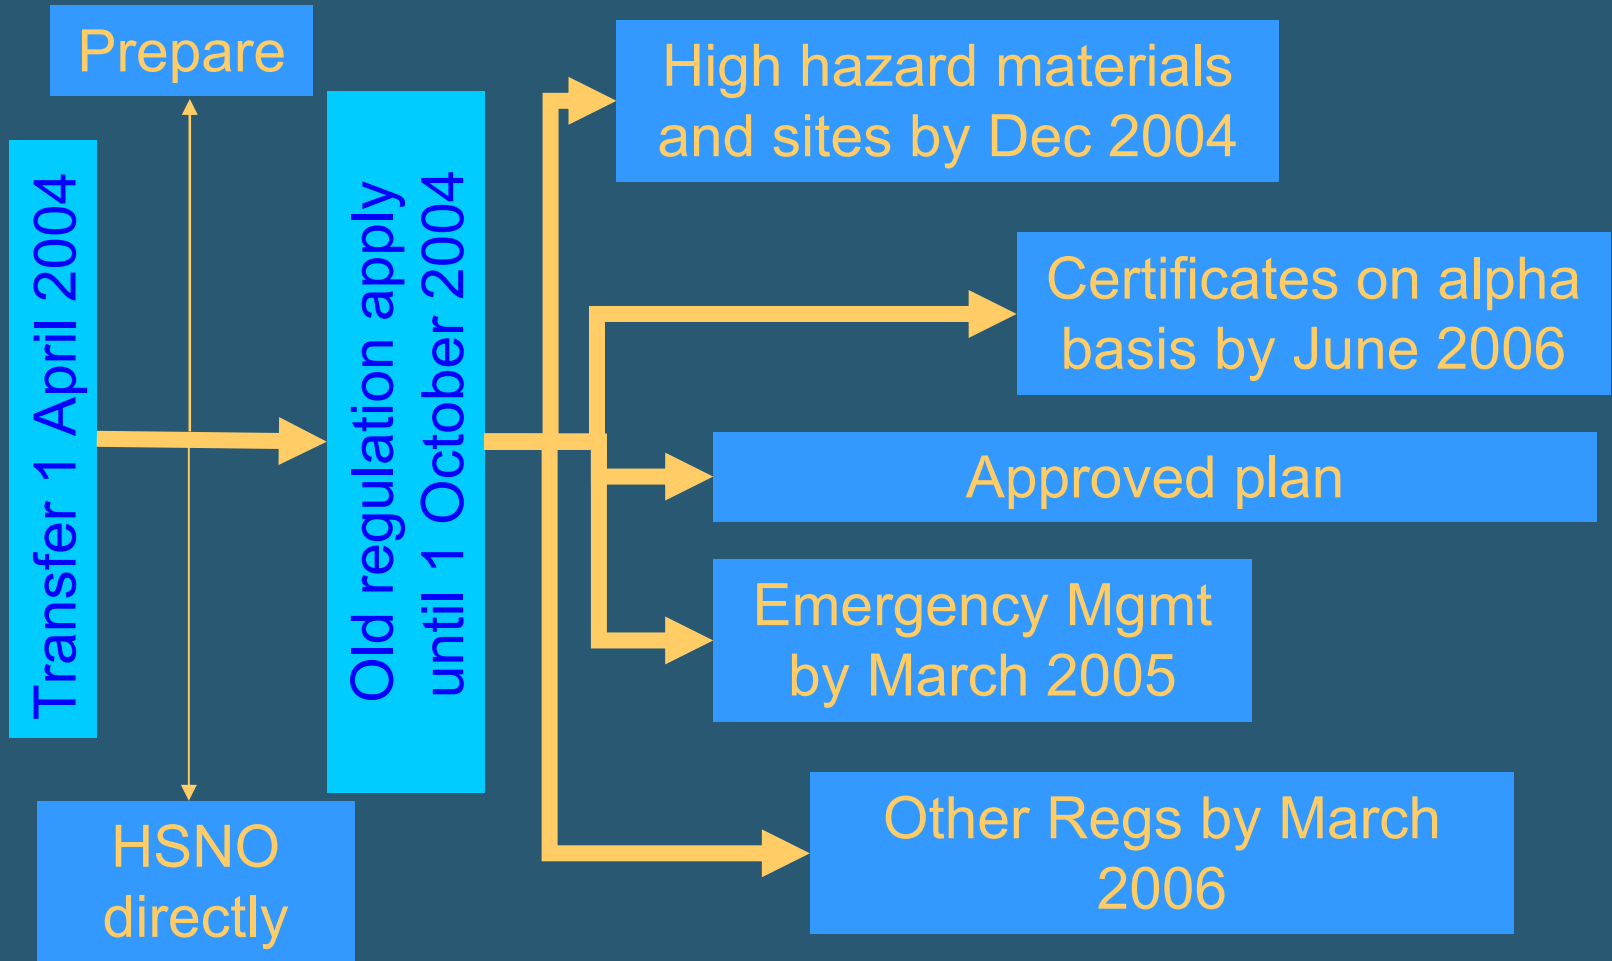 Prepare
Transfer 1 April 2004
HSNO
directly
Old regulation apply
until 1 October 2004
High hazard materials
and sites by Dec 2004
Certificates on alpha
basis by June 2006
Approved plan
Emergency Mgmt
by March 2005
Other Regs by March
2006